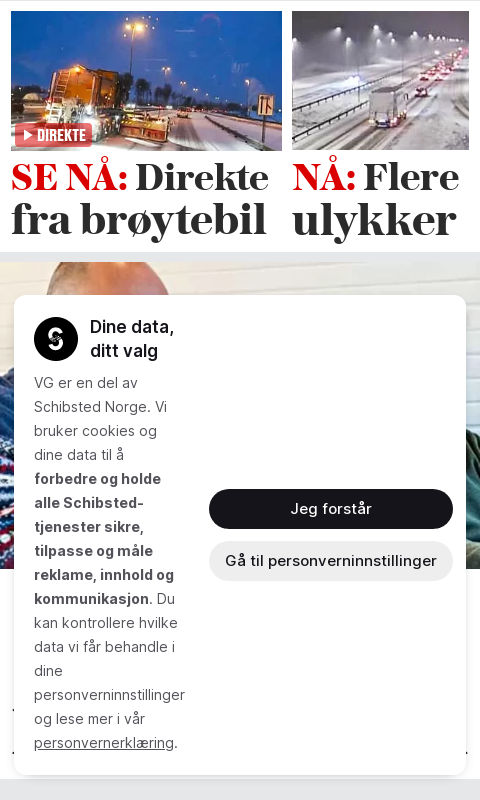 DIREKTE
SE NÅ: Direkte
fra brøytebil
NÅ: Flere
ulykker
Dine data,
ditt valg
VG er en del av
Schibsted Norge. Vi
bruker cookies og
dine data til å
forbedre og holde
alle Schibsted-
tjenester sikre,
tilpasse og måle
reklame, innhold og
kommunikasjon. Du
kan kontrollere hvilke
data vi får behandle i
dine
personverninnstillinger
og lese mer i vår
personvernerklæring.
Jeg forstår
Gå til personverninnstillinger